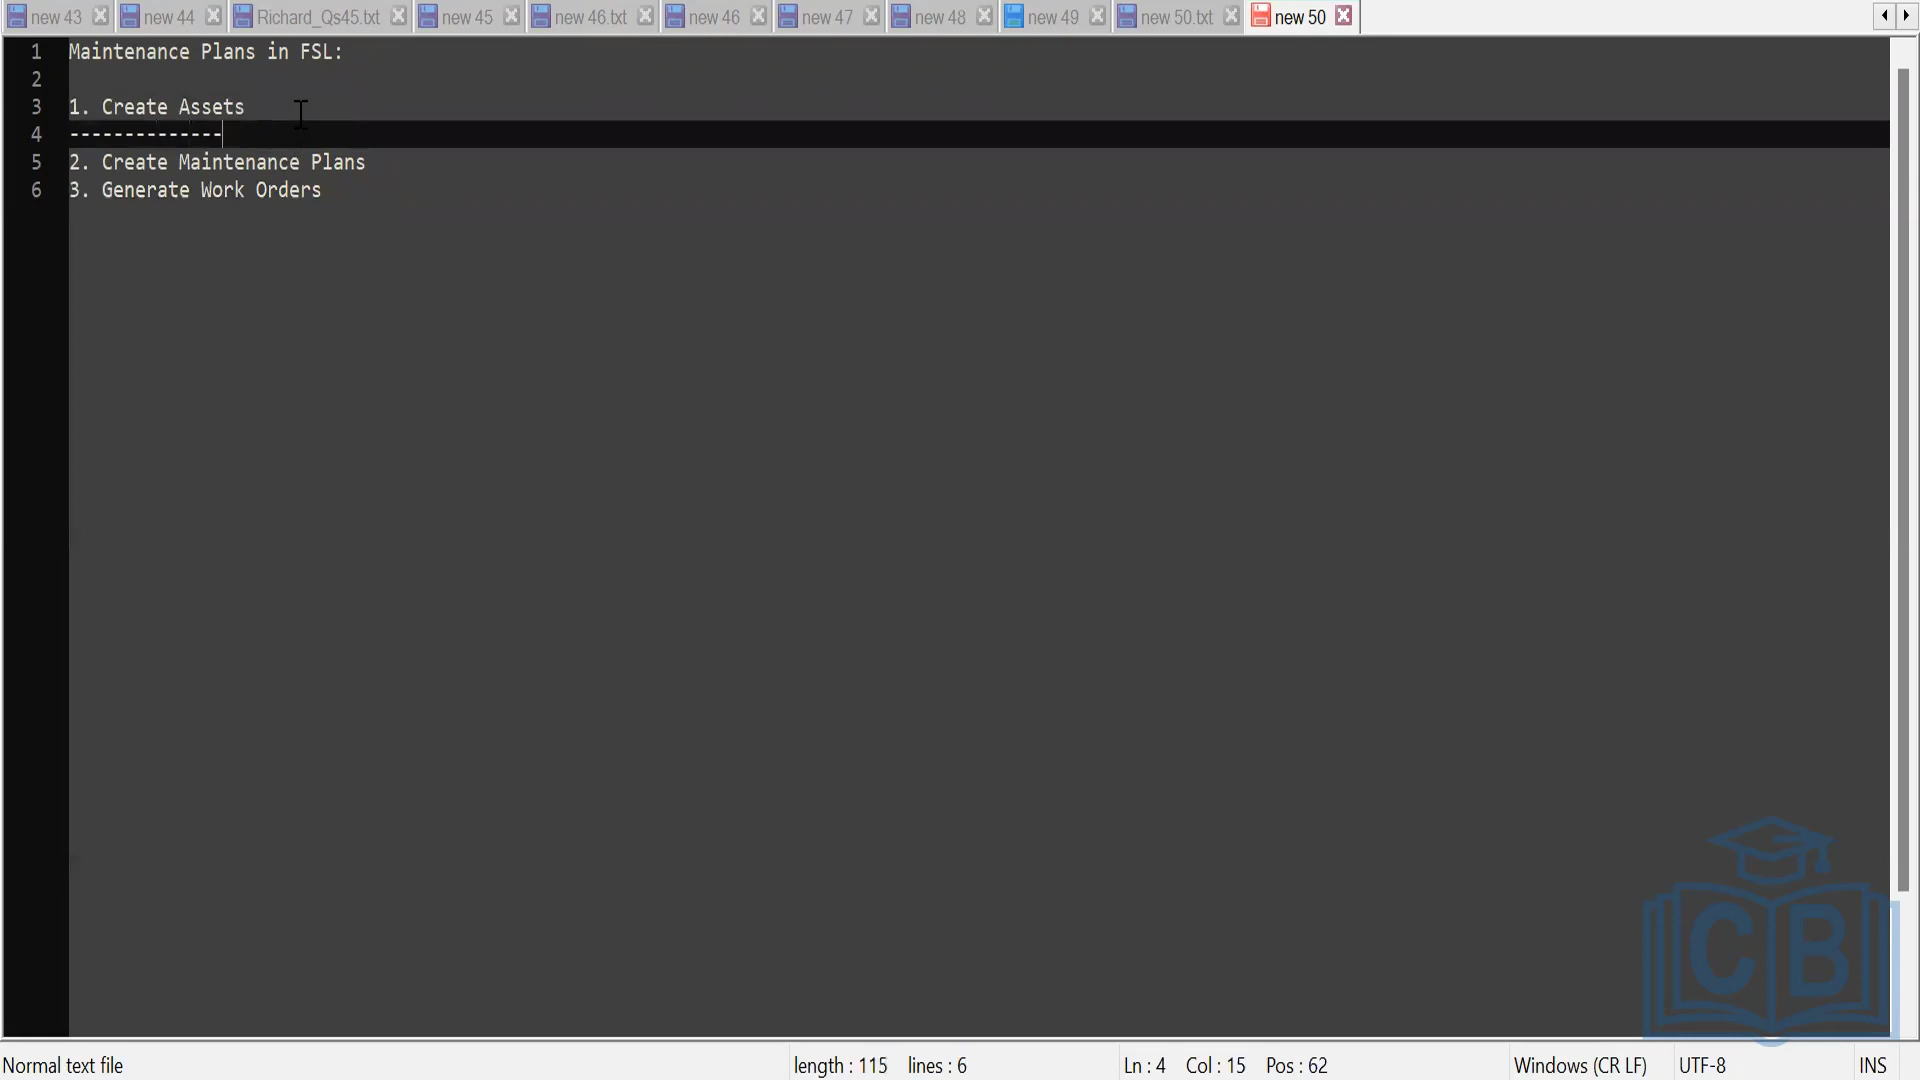 new 43 new 44 Richard_Qs45.txt new 45 new 46.txt new 46 new 47 new 48 new 49 new 50.txt new 50
1 Maintenance Plans in FSL:
2
3 1. Create Assets
4 --------------
5 2. Create Maintenance Plans
6 3. Generate Work Orders
CB
Normal text file length : 115 lines : 6 Ln : 4 Col : 15 Pos : 62 Windows (CR LF) UTF-8 INS